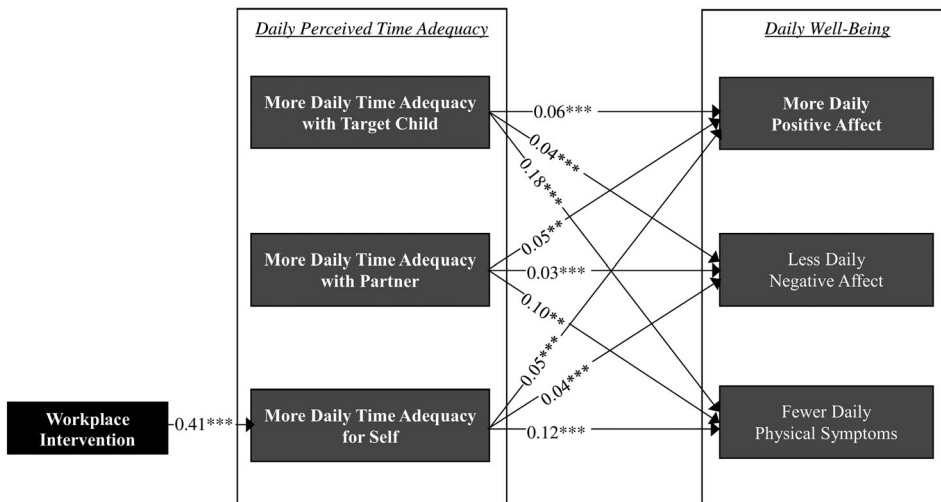 Daily Perceived Time Adequacy
Daily Well-Being
More Daily Time Adequacy
with Target Child
0.06***
0.04***
0.18***
More Daily
Positive Affect
More Daily Time Adequacy
with Partner
0.05**
0.03***
0.10**
Less Daily
Negative Affect
Workplace
Intervention
0.41***
More Daily Time Adequacy
for Self
0.05***
0.04***
0.12***
Fewer Daily
Physical Symptoms